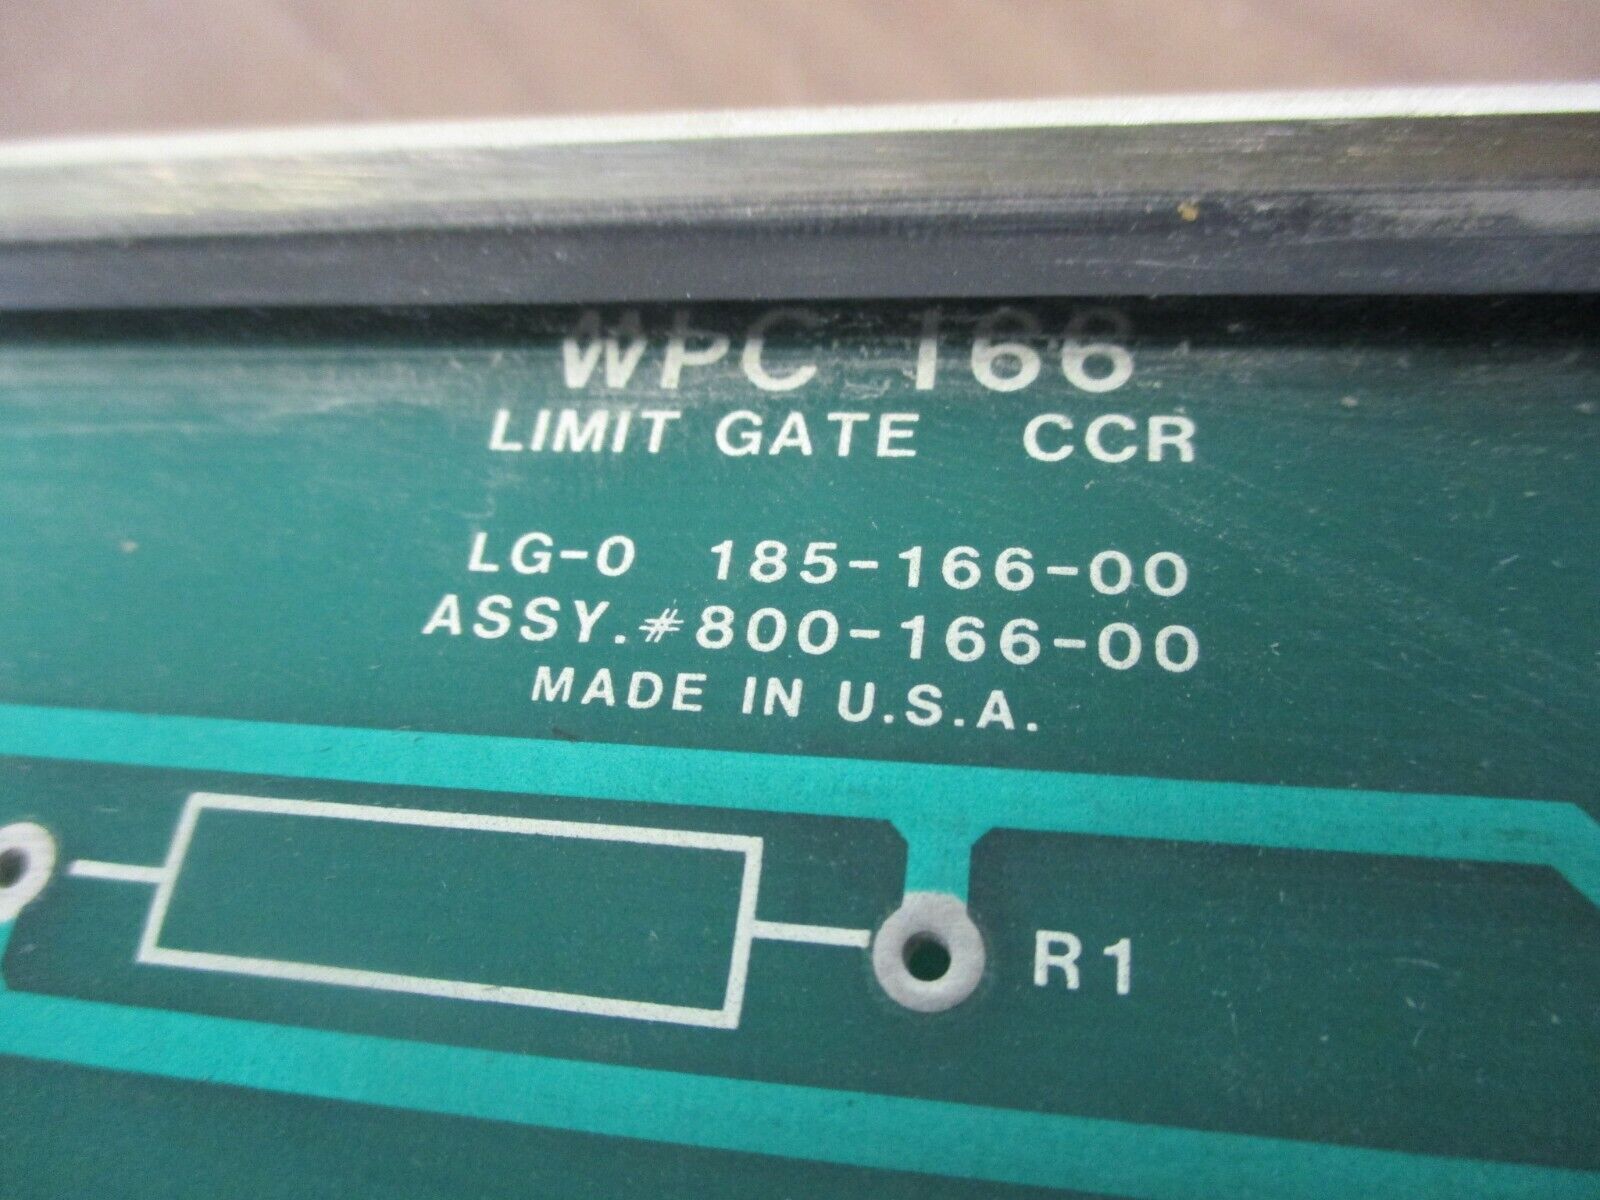 WPC 166
LIMIT GATE CCR
LG-0 185-166-00
ASSY.#800-166-00
MADE IN U.S.A.
R1